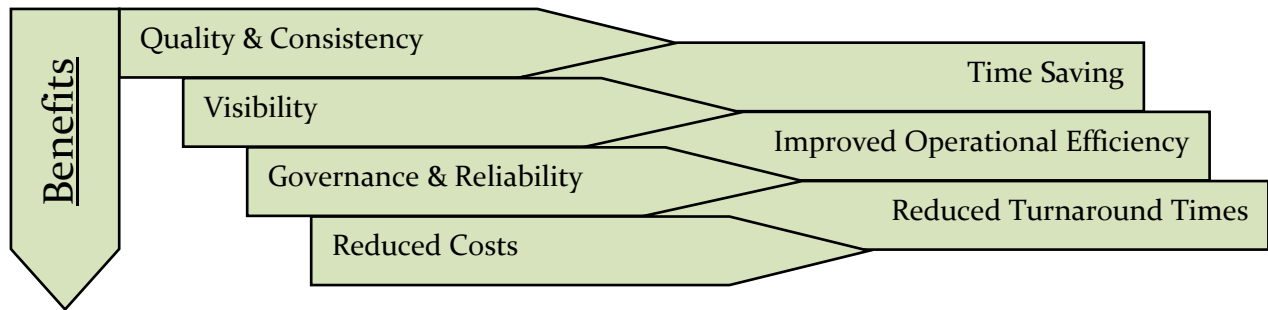 Benefits
Quality & Consistency
Time Saving
Visibility
Improved Operational Efficiency
Governance & Reliability
Reduced Turnaround Times
Reduced Costs